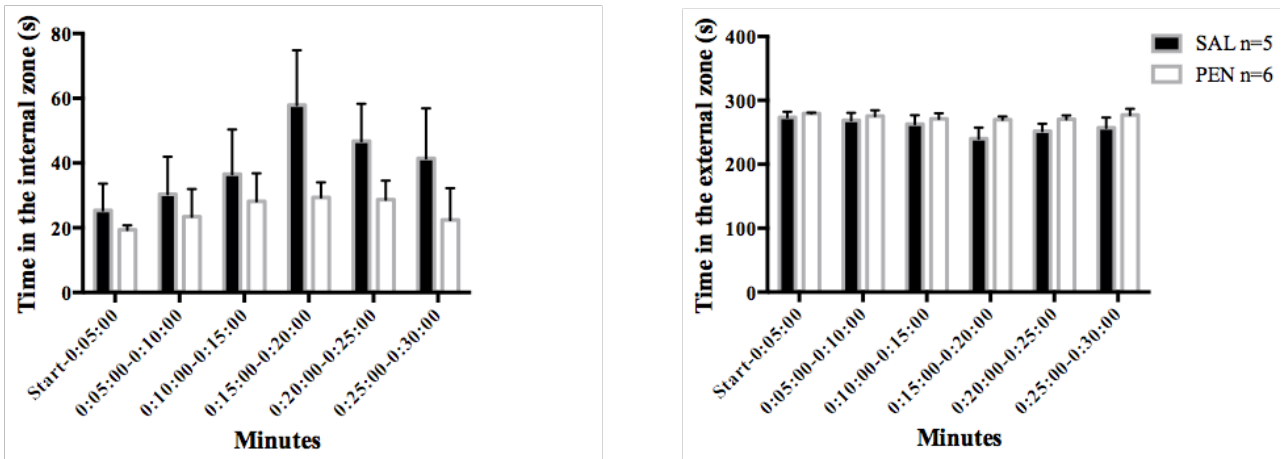 Time in the internal zone (s)
80
60
40
20
0
Start-0:05:00
0:05:00-0:10:00
0:10:00-0:15:00
0:15:00-0:20:00
0:20:00-0:25:00
0:25:00-0:30:00
Minutes
Time in the external zone (s)
400
300
200
100
0
Start-0:05:00
0:05:00-0:10:00
0:10:00-0:15:00
0:15:00-0:20:00
0:20:00-0:25:00
0:25:00-0:30:00
Minutes
SAL n=5
PEN n=6